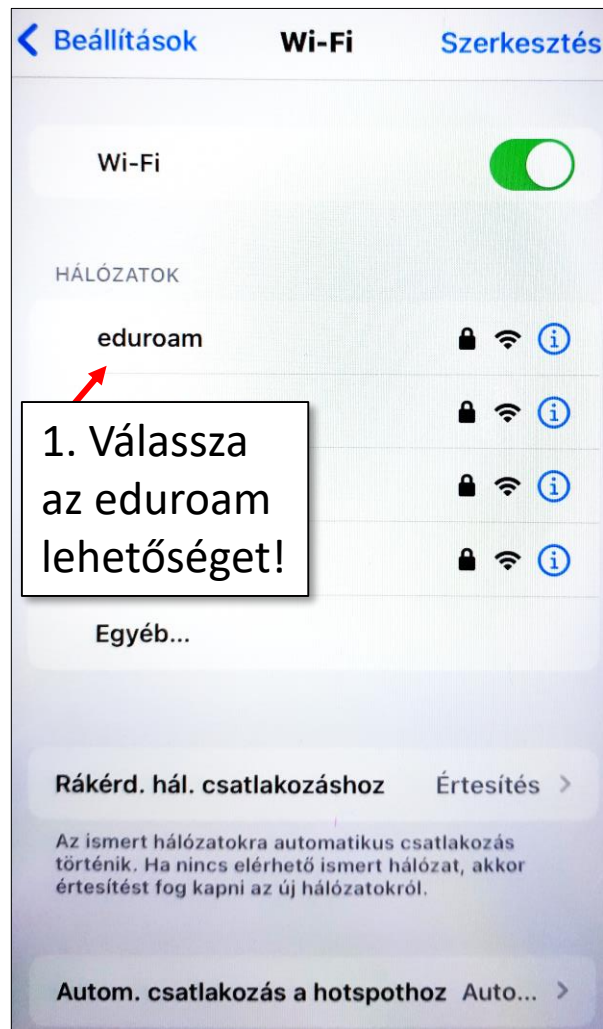 Beállítások Wi-Fi Szerkesztés
Wi-Fi
HÁLÓZATOK
eduroam
1. Válassza
az eduroam
lehetőséget!
Egyéb...
Rákérd. hál. csatlakozáshoz Értesítés
Az ismert hálózatokra automatikus csatlakozás
történik. Ha nincs elérhető ismert hálózat, akkor
értesítést fog kapni az új hálózatokról.
Autom. csatlakozás a hotspothoz Auto...